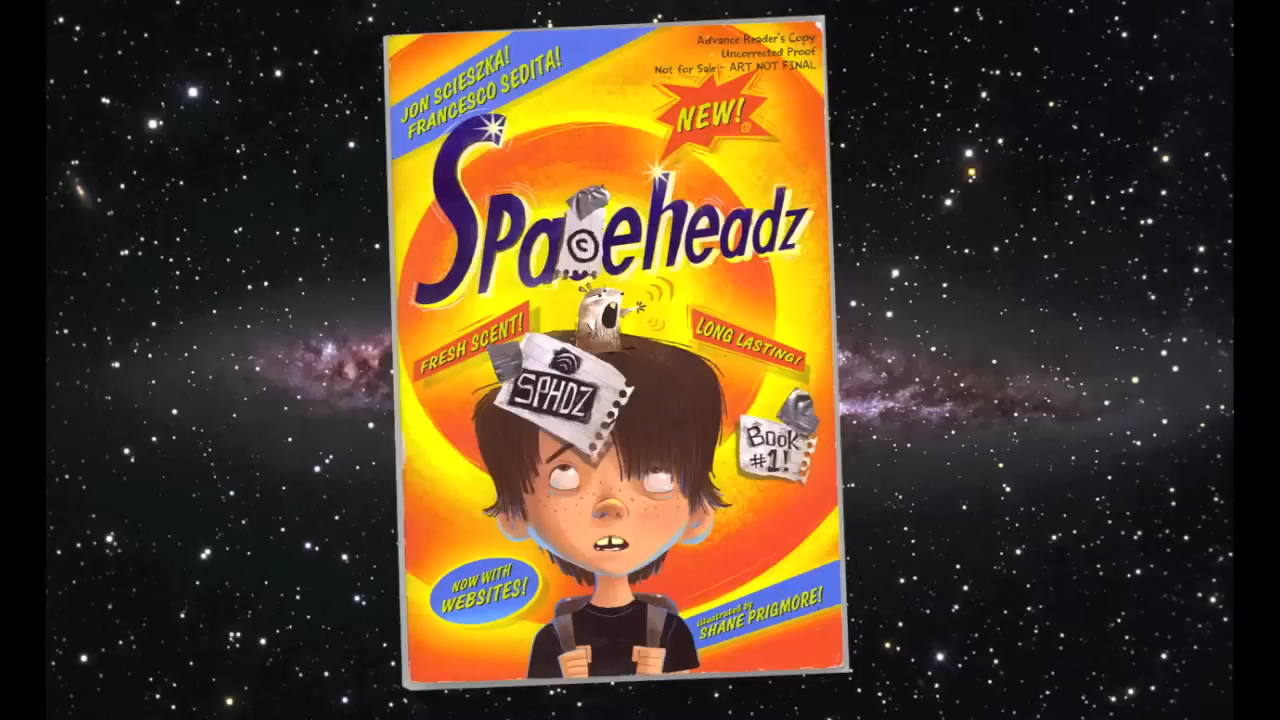 JON SCIESZKA!
FRANCESCO SEDITA!
Advance Reader's Copy
Uncorrected Proof
Not for Sale - ART NOT FINAL
NEW!
Spaceheadz
FRESH SCENT!
LONG LASTING!
SPHDZ
BOOK
#1!
NOW WITH
WEBSITES!
illustrated by
SHANE PRIGMORE!